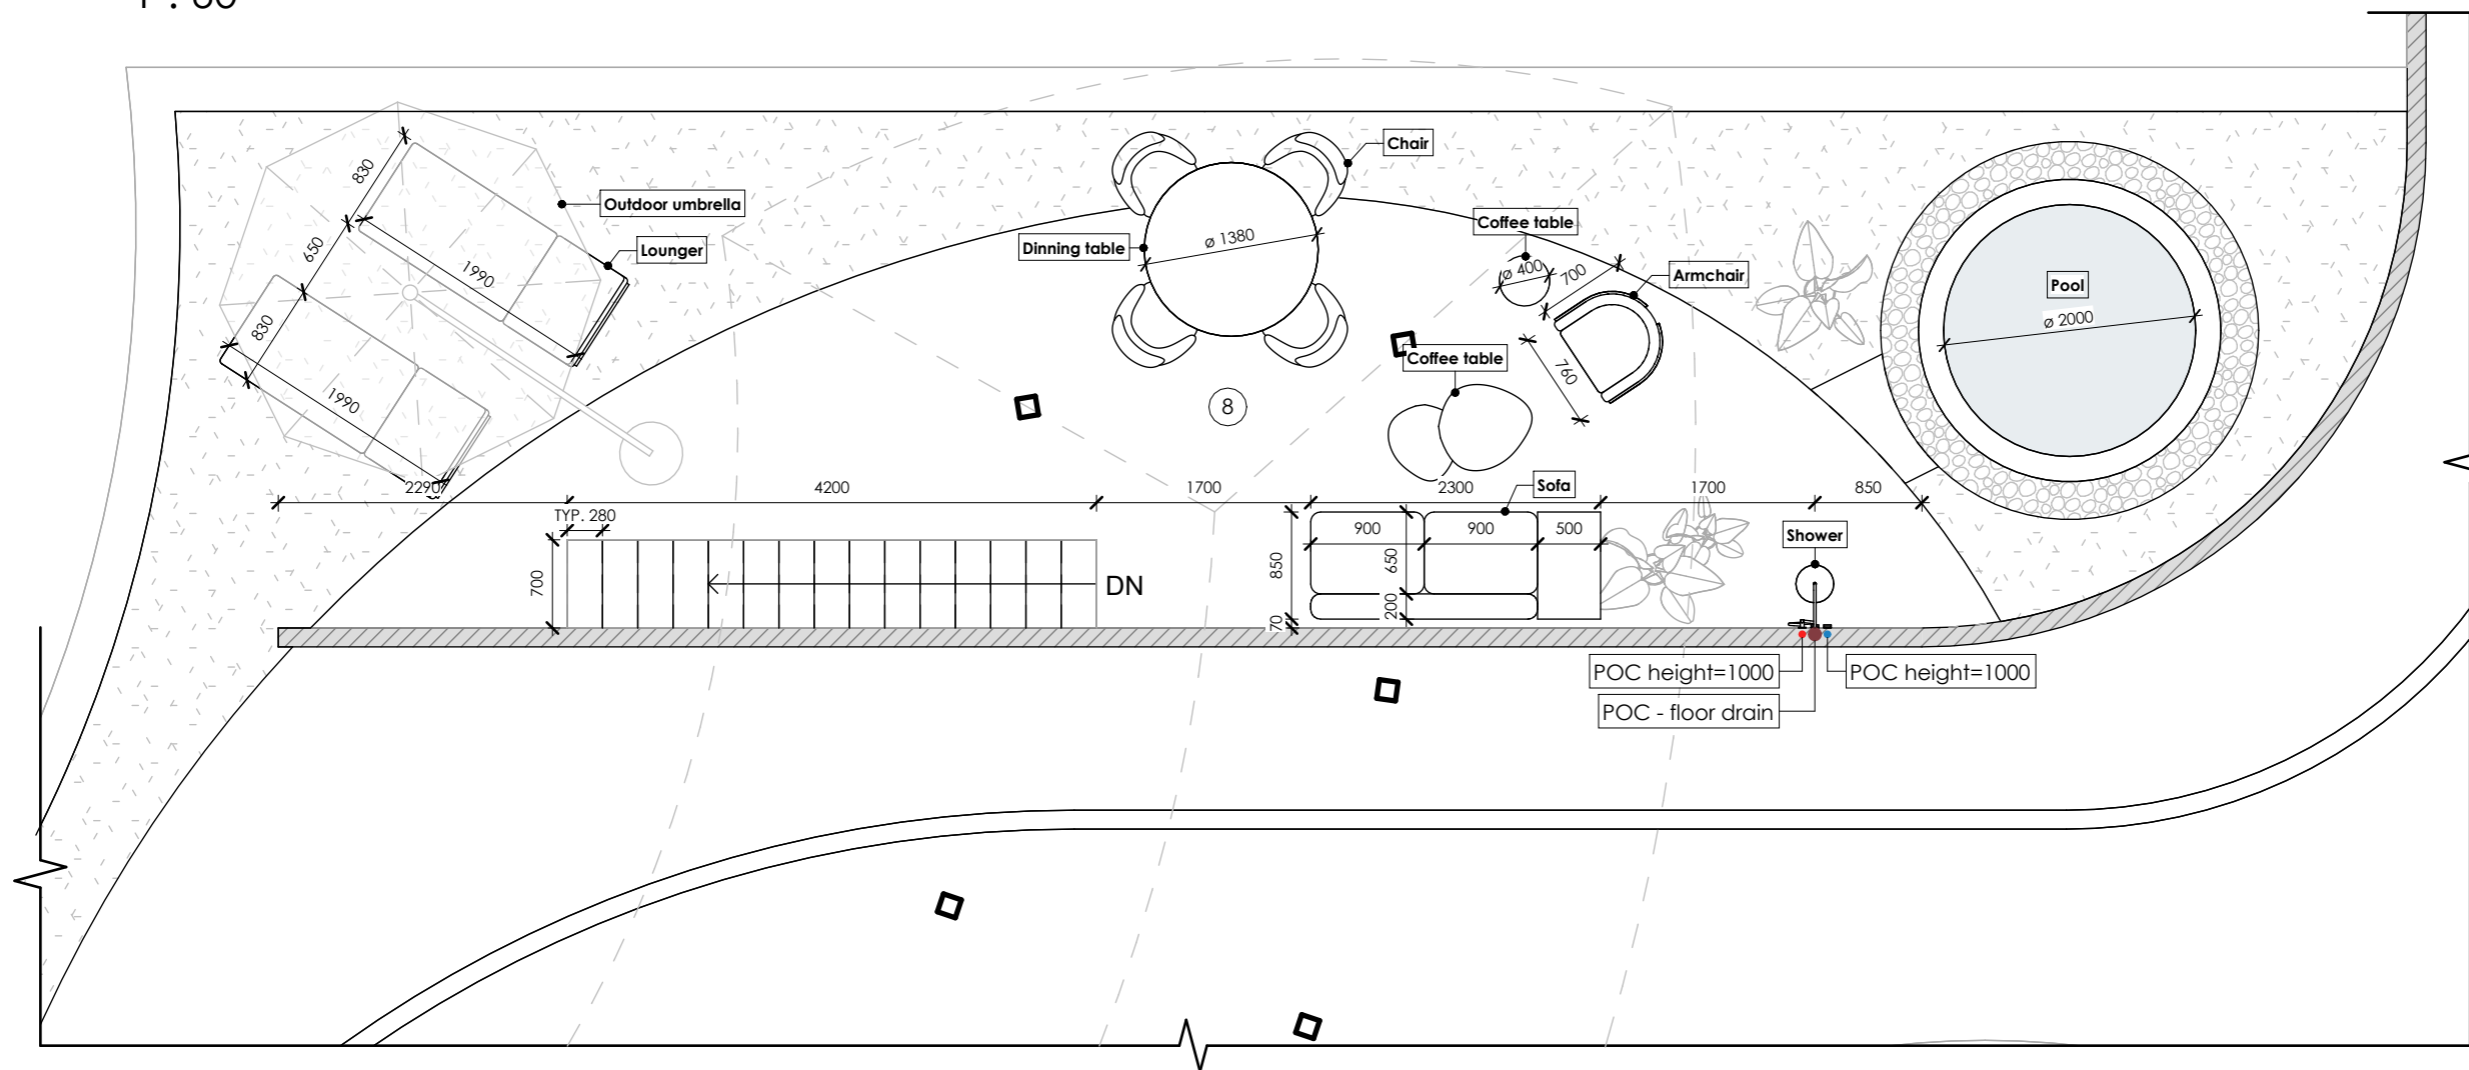 Chair
830
Outdoor umbrella
Coffee table
Lounger
650
Dinning table
ø 1380
ø 400
700
Armchair
1990
Pool
ø 2000
830
Coffee table
760
1990
8
2290
4200
1700
2300
Sofa
1700
850
TYP. 280
900
900
500
Shower
700
DN
850
650
200
70
POC height=1000
POC height=1000
POC - floor drain